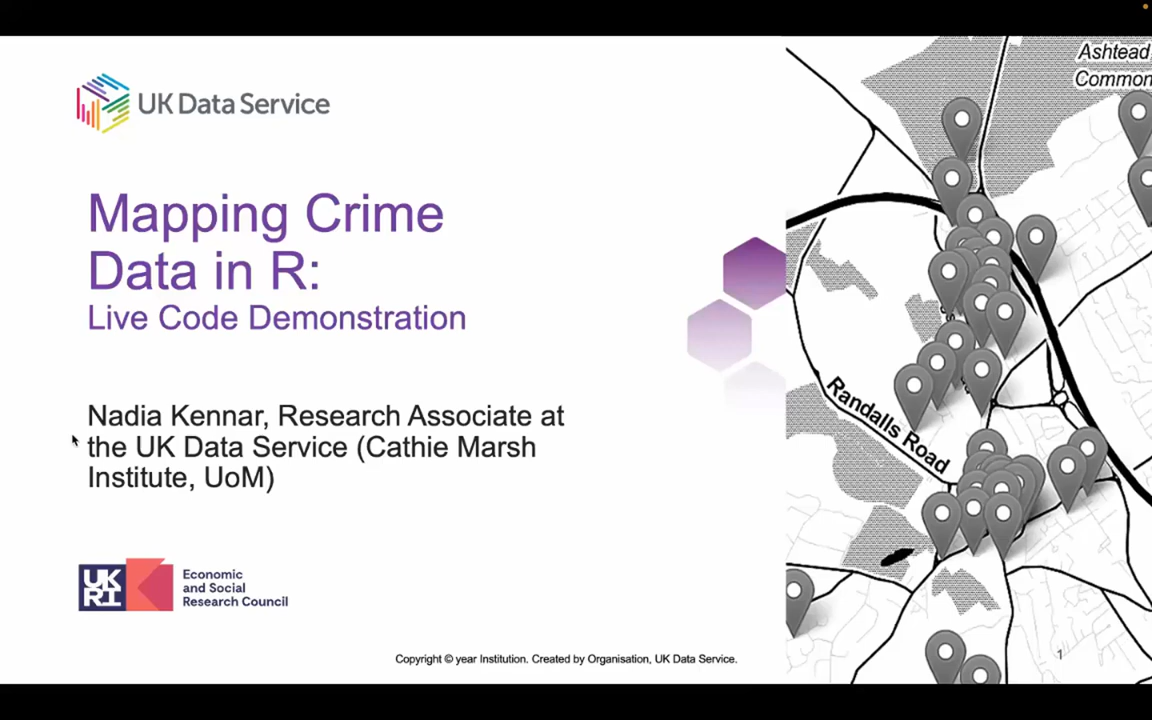 UK Data Service
Mapping Crime
Data in R:
Live Code Demonstration
Nadia Kennar, Research Associate at
the UK Data Service (Cathie Marsh
Institute, UoM)
UK
RI
Economic
and Social
Research Council
Copyright © year Institution. Created by Organisation, UK Data Service.
Ashtead
Common
Randalls Road
1